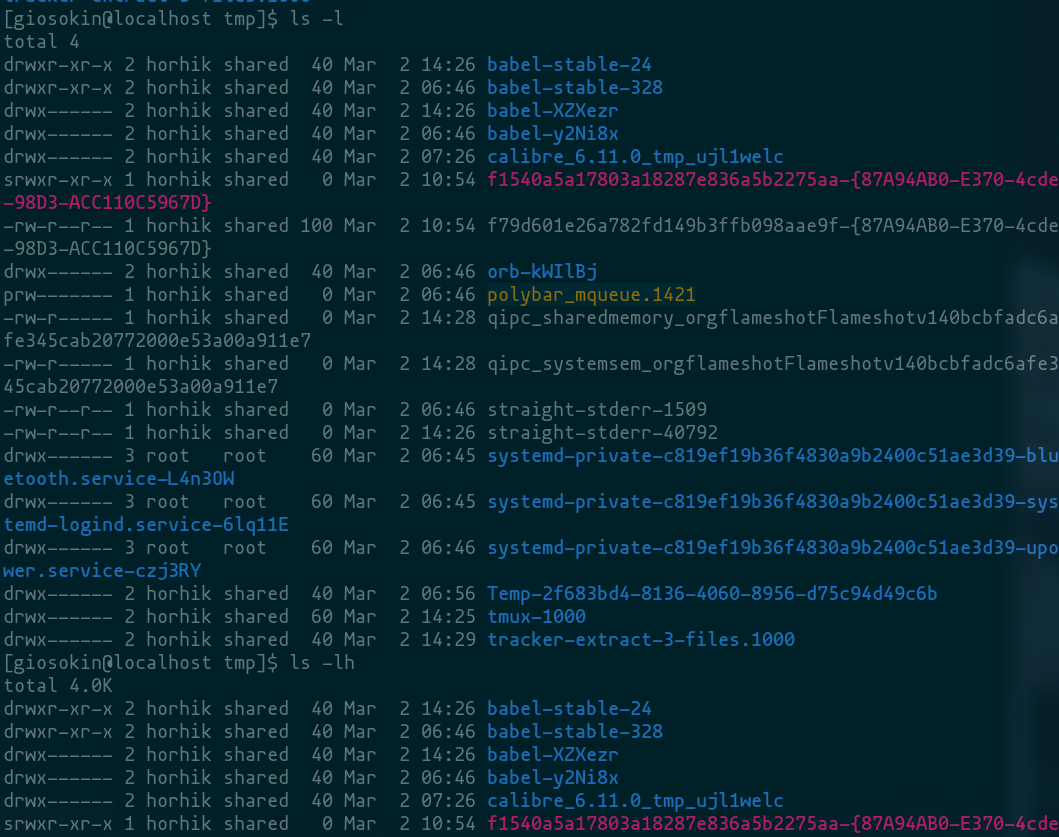 [giosokin@localhost tmp]$ ls -l
total 4
drwxr-xr-x 2 horhik shared  40 Mar  2 14:26 babel-stable-24
drwxr-xr-x 2 horhik shared  40 Mar  2 06:46 babel-stable-328
drwx------ 2 horhik shared  40 Mar  2 14:26 babel-XZXezr
drwx------ 2 horhik shared  40 Mar  2 06:46 babel-y2Ni8x
drwx------ 2 horhik shared  40 Mar  2 07:26 calibre_6.11.0_tmp_ujl1welc
srwxr-xr-x 1 horhik shared   0 Mar  2 10:54 f1540a5a17803a18287e836a5b2275aa-{87A94AB0-E370-4cde
-98D3-ACC110C5967D}
-rw-r--r-- 1 horhik shared 100 Mar  2 10:54 f79d601e26a782fd149b3ffb098aae9f-{87A94AB0-E370-4cde
-98D3-ACC110C5967D}
drwx------ 2 horhik shared  40 Mar  2 06:46 orb-kWIlBj
prw------- 1 horhik shared   0 Mar  2 06:46 polybar_mqueue.1421
-rw-r----- 1 horhik shared   0 Mar  2 14:28 qipc_sharedmemory_orgflameshotFlameshotv140bcbfadc6a
fe345cab20772000e53a00a911e7
-rw-r----- 1 horhik shared   0 Mar  2 14:28 qipc_systemsem_orgflameshotFlameshotv140bcbfadc6afe3
45cab20772000e53a00a911e7
-rw-r--r-- 1 horhik shared   0 Mar  2 06:46 straight-stderr-1509
-rw-r--r-- 1 horhik shared   0 Mar  2 14:26 straight-stderr-40792
drwx------ 3 root   root    60 Mar  2 06:45 systemd-private-c819ef19b36f4830a9b2400c51ae3d39-blu
etooth.service-L4n3OW
drwx------ 3 root   root    60 Mar  2 06:45 systemd-private-c819ef19b36f4830a9b2400c51ae3d39-sys
temd-logind.service-6lq11E
drwx------ 3 root   root    60 Mar  2 06:46 systemd-private-c819ef19b36f4830a9b2400c51ae3d39-upo
wer.service-czj3RY
drwx------ 2 horhik shared  40 Mar  2 06:56 Temp-2f683bd4-8136-4060-8956-d75c94d49c6b
drwx------ 2 horhik shared  60 Mar  2 14:25 tmux-1000
drwx------ 2 horhik shared  40 Mar  2 14:29 tracker-extract-3-files.1000
[giosokin@localhost tmp]$ ls -lh
total 4.0K
drwxr-xr-x 2 horhik shared  40 Mar  2 14:26 babel-stable-24
drwxr-xr-x 2 horhik shared  40 Mar  2 06:46 babel-stable-328
drwx------ 2 horhik shared  40 Mar  2 14:26 babel-XZXezr
drwx------ 2 horhik shared  40 Mar  2 06:46 babel-y2Ni8x
drwx------ 2 horhik shared  40 Mar  2 07:26 calibre_6.11.0_tmp_ujl1welc
srwxr-xr-x 1 horhik shared   0 Mar  2 10:54 f1540a5a17803a18287e836a5b2275aa-{87A94AB0-E370-4cde